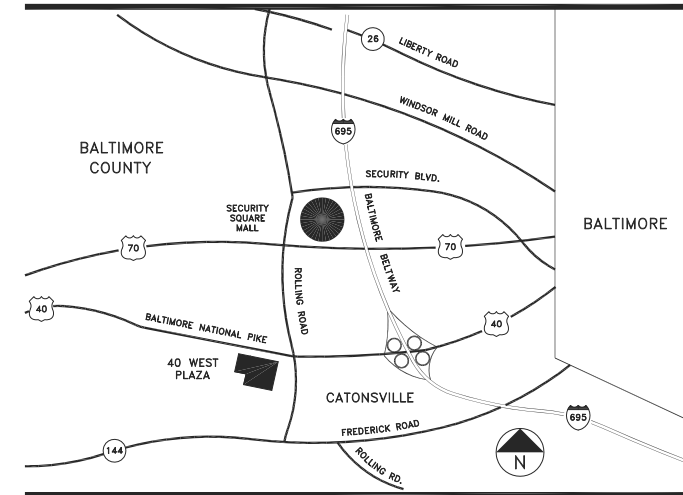 26
LIBERTY ROAD
WINDSOR MILL ROAD
695
BALTIMORE
COUNTY
SECURITY BLVD.
SECURITY
SQUARE
MALL
BALTIMORE
BELTWAY
BALTIMORE
70
70
ROLLING ROAD
40
BALTIMORE NATIONAL PIKE
40
40 WEST
PLAZA
CATONSVILLE
FREDERICK ROAD
695
144
ROLLING RD.
N